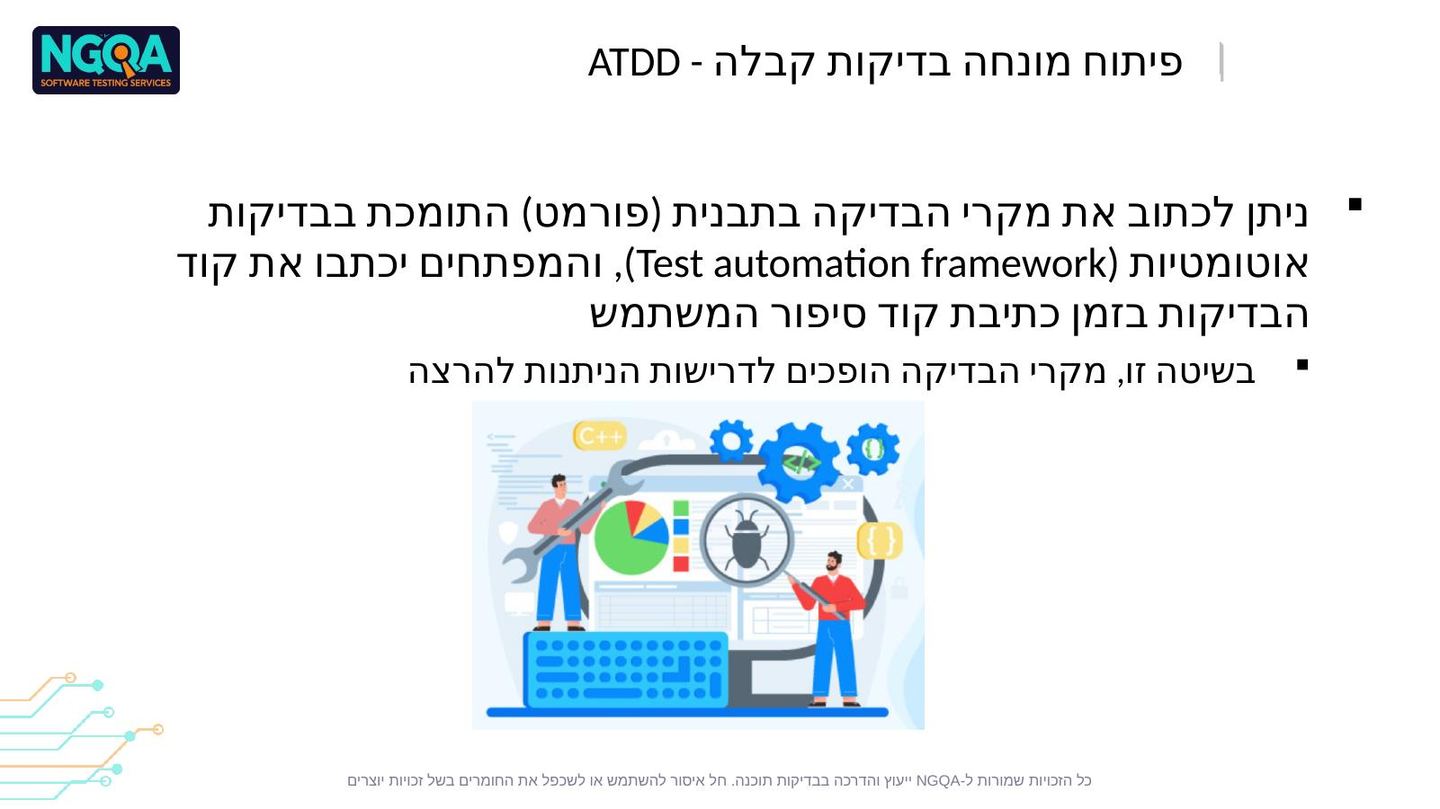 NGQA
SOFTWARE TESTING SERVICES
פיתוח מונחה בדיקות קבלה - ATDD
ניתן לכתוב את מקרי הבדיקה בתבנית (פורמט) התומכת בבדיקות
אוטומטיות (Test automation framework), והמפתחים יכתבו את קוד
הבדיקות בזמן כתיבת קוד סיפור המשתמש
בשיטה זו, מקרי הבדיקה הופכים לדרישות הניתנות להרצה
C++
</>
{}
{ }
כל הזכויות שמורות ל-NGQA ייעוץ והדרכה בבדיקות תוכנה. חל איסור להשתמש או לשכפל את החומרים בשל זכויות יוצרים